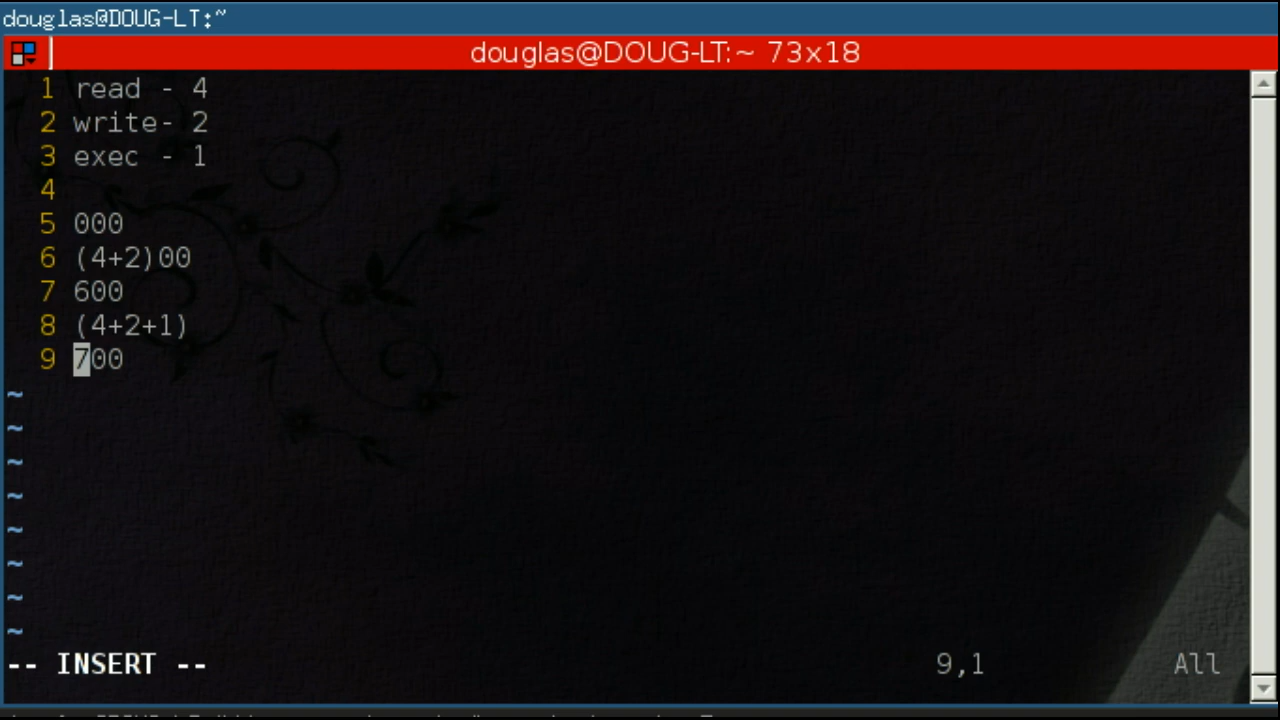 douglas@DOUG-LT:~
douglas@DOUG-LT:~ 73x18
1 read - 4
2 write- 2
3 exec - 1
4
5 000
6 (4+2)00
7 600
8 (4+2+1)
9 700
~
~
~
~
~
~
~
~
-- INSERT -- 9,1 All